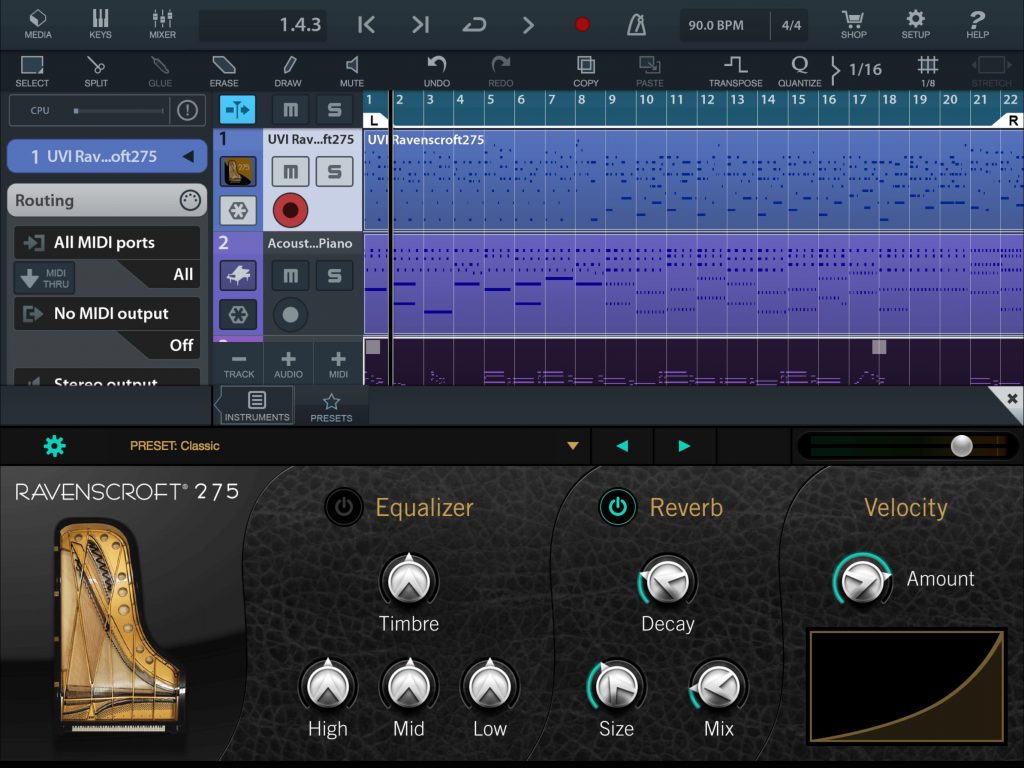 1.4.3
90.0 BPM
4/4
MEDIA
KEYS
MIXER
SHOP
SETUP
?
HELP
SELECT
SPLIT
GLUE
ERASE
DRAW
MUTE
UNDO
REDO
COPY
PASTE
TRANSPOSE
Q
QUANTIZE
1/16
1/8
STRETCH
CPU
!
M
S
1 2 3 4 5 6 7 8 9 10 11 12 13 14 15 16 17 18 19 20 21 22
L
R
1 UVI Rav...oft275
1
UVI Rav...ft275
UVI Ravenscroft275
275
M
S
Routing
All MIDI ports
MIDI
THRU
All
No MIDI output
Off
Stereo output
2
Acoust...Piano
M
S
TRACK
AUDIO
MIDI
INSTRUMENTS
PRESETS
PRESET: Classic
RAVENSCROFT® 275
Equalizer
Reverb
Velocity
Timbre
Decay
Amount
High
Mid
Low
Size
Mix